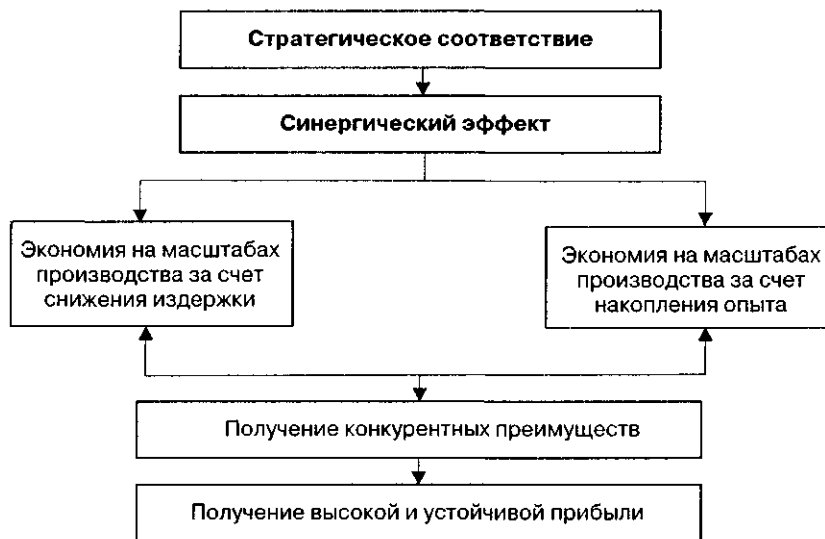 Стратегическое соответствие
Синергический эффект
Экономия на масштабах
производства за счет
снижения издержки
Экономия на масштабах
производства за счет
накопления опыта
Получение конкурентных преимуществ
Получение высокой и устойчивой прибыли